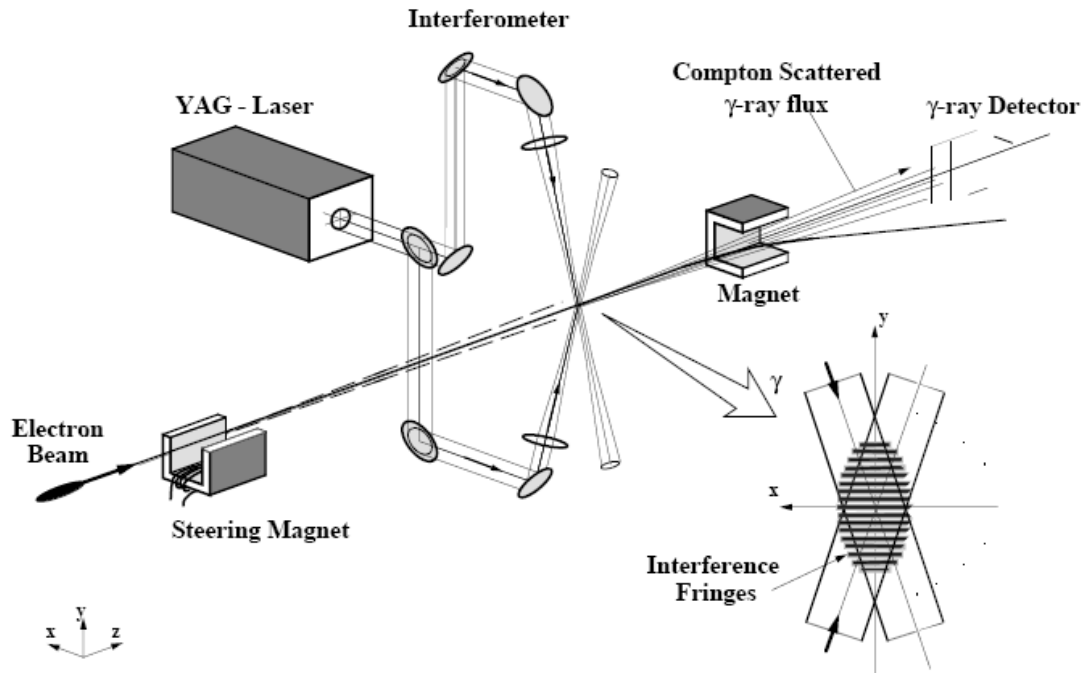 Interferometer
Compton Scattered
γ-ray flux
γ-ray Detector
YAG - Laser
Magnet
y
γ
Electron
Beam
x
Steering Magnet
Interference
Fringes
y
x
z